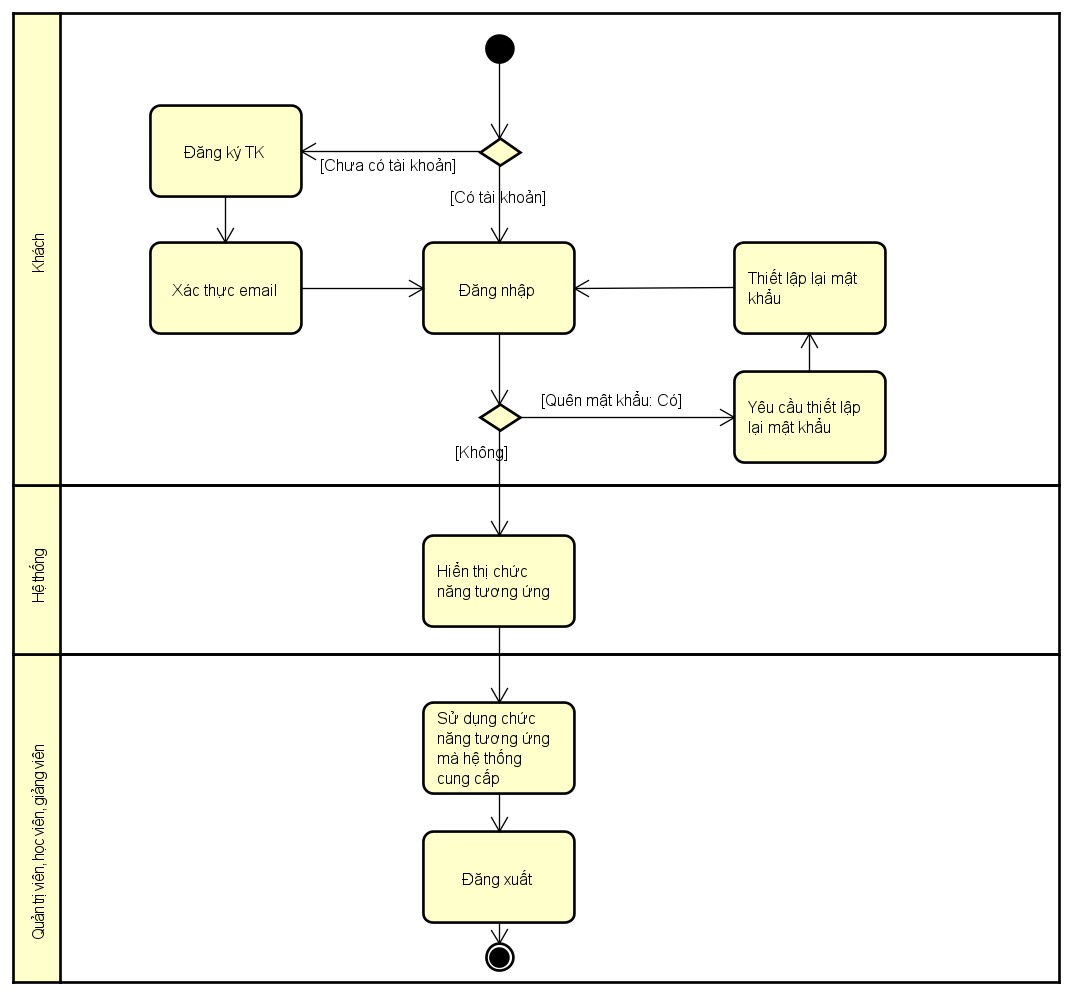 Khách
Đăng ký TK
[Chưa có tài khoản]
[Có tài khoản]
Xác thực email
Đăng nhập
Thiết lập lại mật
khẩu
[Quên mật khẩu: Có]
Yêu cầu thiết lập
lại mật khẩu
[Không]
Hệ thống
Hiển thị chức
năng tương ứng
Quản trị viên, học viên, giảng viên
Sử dụng chức
năng tương ứng
mà hệ thống
cung cấp
Đăng xuất